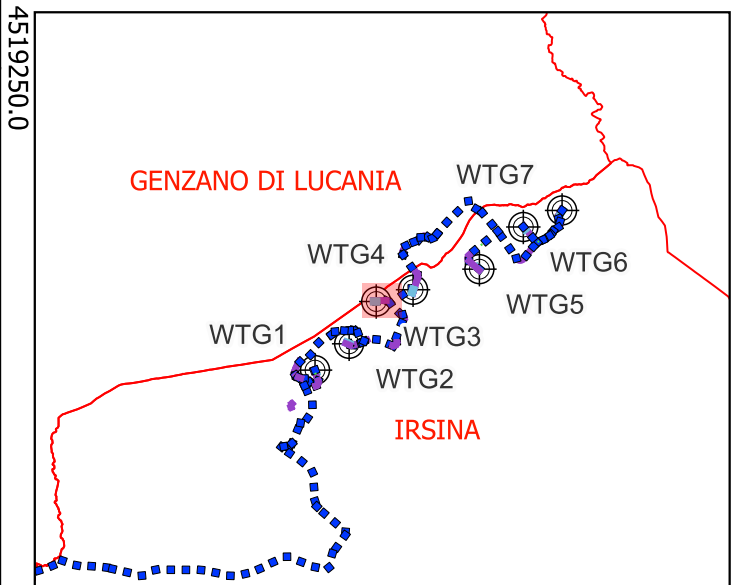 4519250.0
WTG7
GENZANO DI LUCANIA
WTG4
WTG6
WTG5
WTG1
WTG3
WTG2
IRSINA